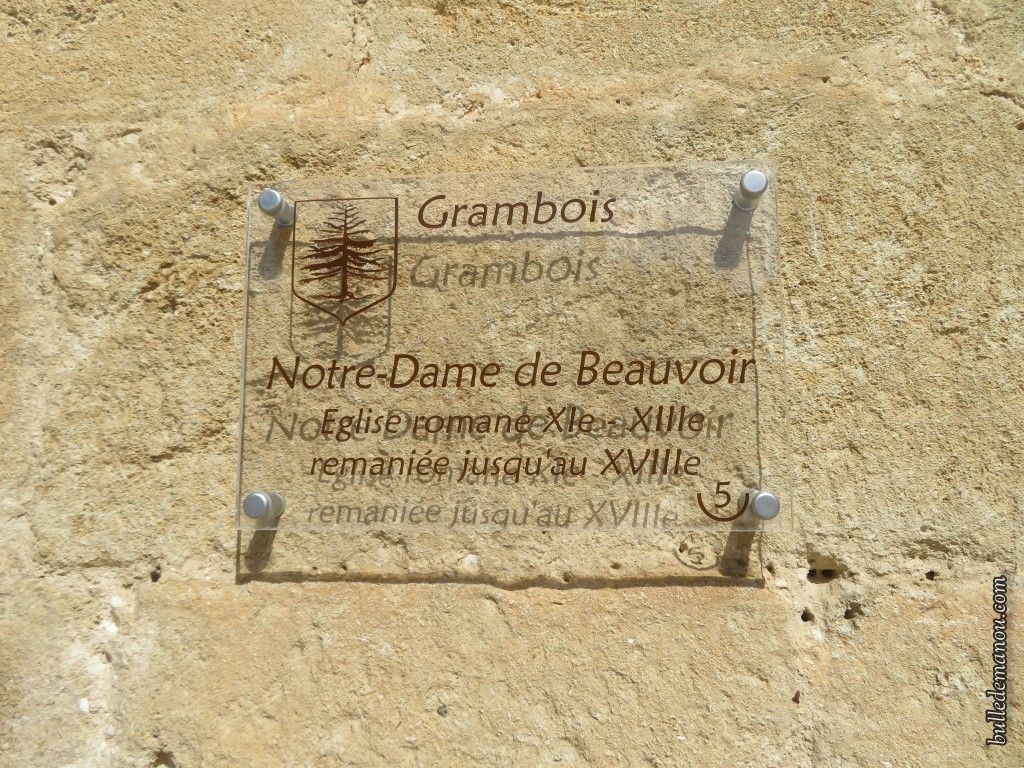 Grambois
Notre-Dame de Beauvoir
Eglise romane XIe - XIIIe
remaniée jusqu'au XVIIIe
5
bulledemanou.com